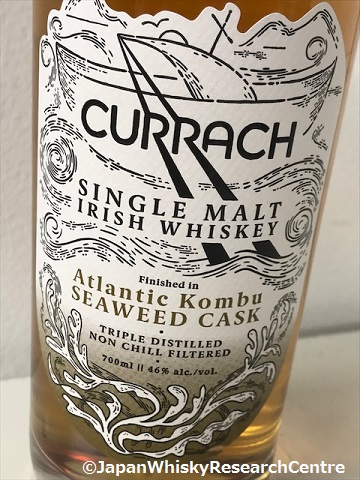 CURRACH
SINGLE MALT
IRISH WHISKEY
Finished in
Atlantic Kombu
SEAWEED CASK
TRIPLE DISTILLED
NON CHILL FILTERED
700ml || 46% alc./vol.
©JapanWhiskyResearchCentre